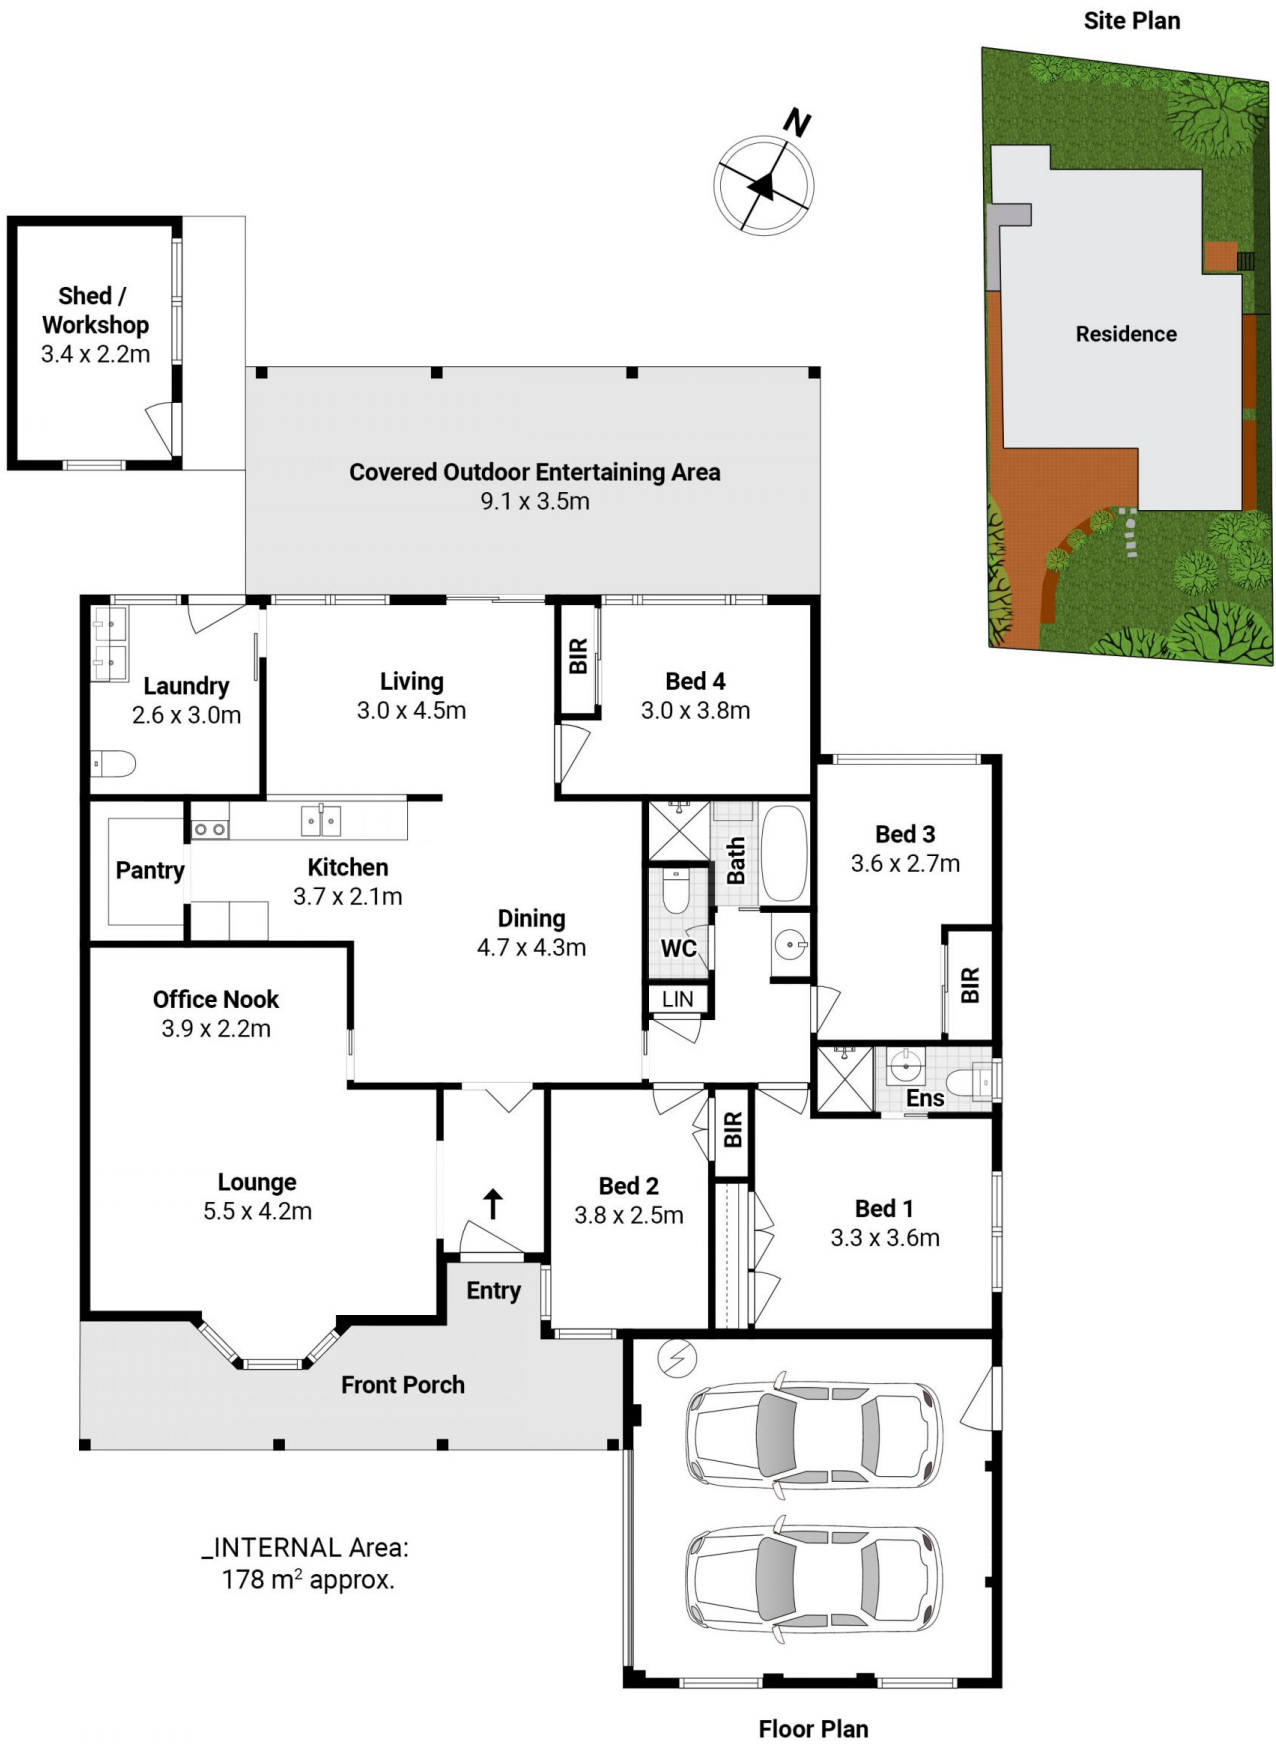 Site Plan
N
Residence
Shed /
Workshop
3.4 x 2.2m
Covered Outdoor Entertaining Area
9.1 x 3.5m
Laundry
2.6 x 3.0m
Living
3.0 x 4.5m
BIR
Bed 4
3.0 x 3.8m
Pantry
Kitchen
3.7 x 2.1m
Dining
4.7 x 4.3m
Bath
WC
LIN
Bed 3
3.6 x 2.7m
BIR
Office Nook
3.9 x 2.2m
Ens
Lounge
5.5 x 4.2m
Bed 2
3.8 x 2.5m
BIR
Bed 1
3.3 x 3.6m
Entry
Front Porch
_INTERNAL Area:
178 m² approx.
Floor Plan